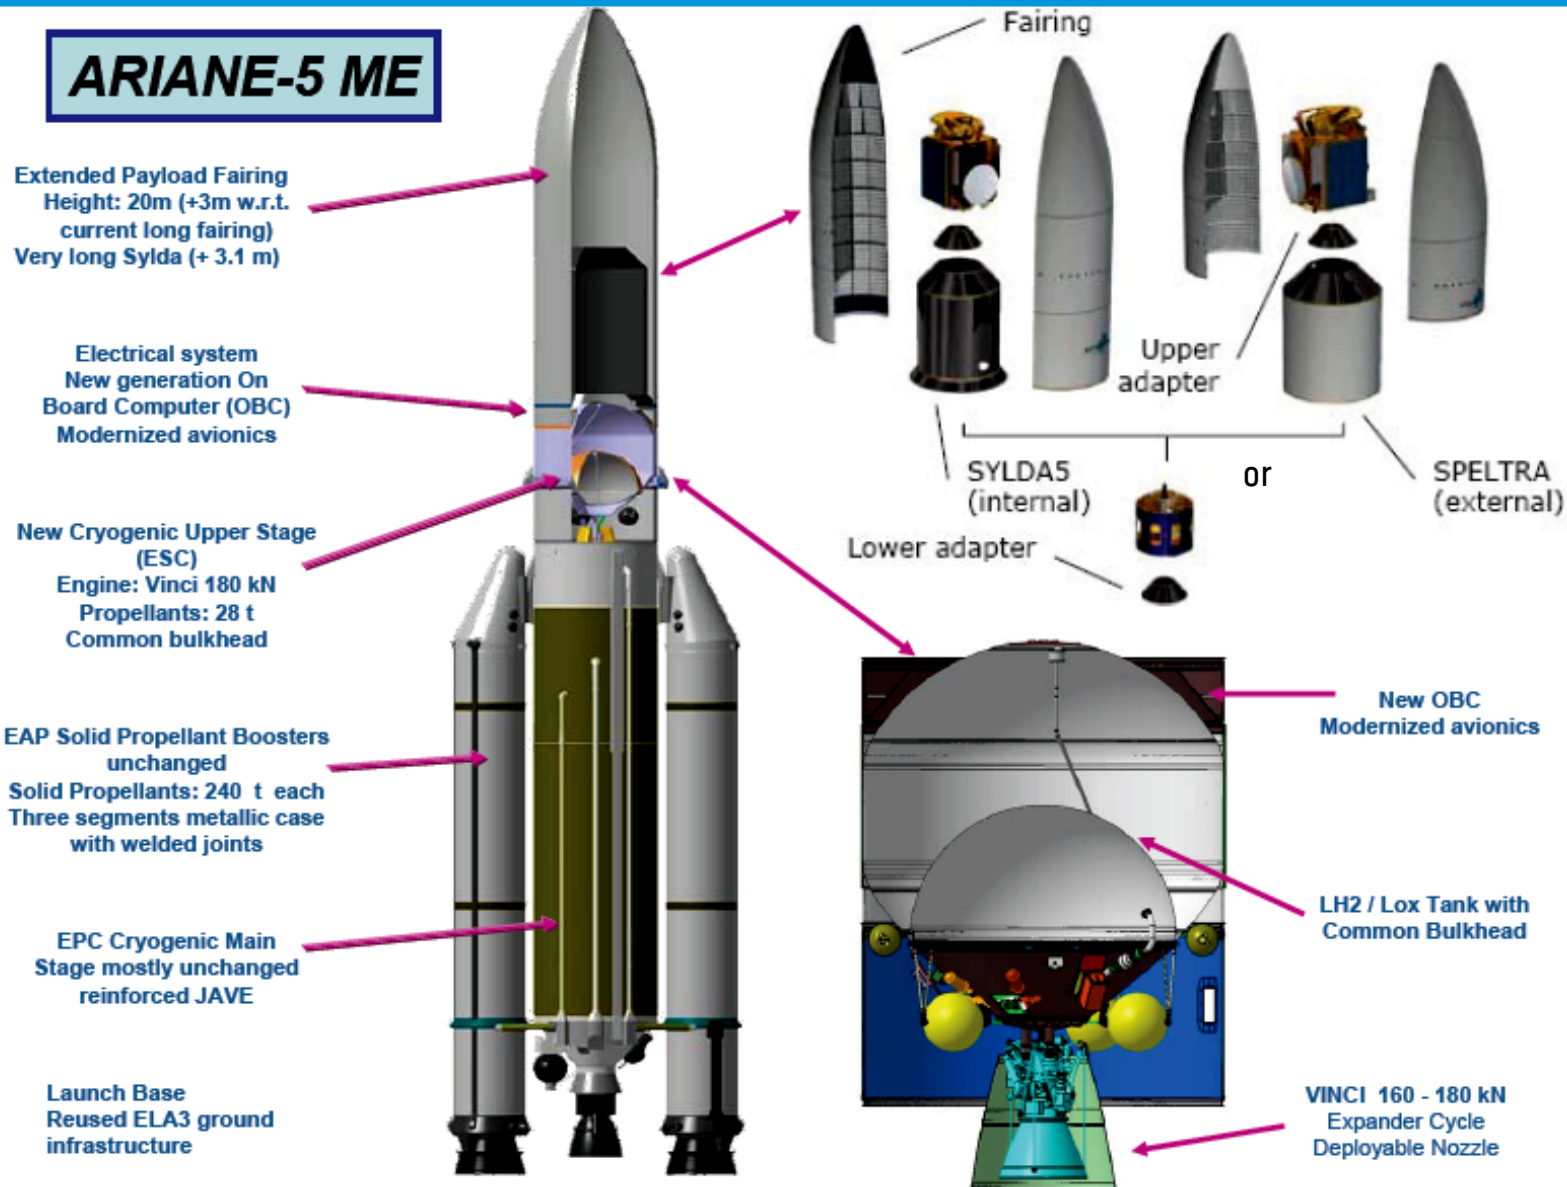 ARIANE-5 ME
Extended Payload Fairing
Height: 20m (+3m w.r.t.
current long fairing)
Very long Sylda (+ 3.1 m)
Electrical system
New generation On
Board Computer (OBC)
Modernized avionics
New Cryogenic Upper Stage
(ESC)
Engine: Vinci 180 kN
Propellants: 28 t
Common bulkhead
EAP Solid Propellant Boosters
unchanged
Solid Propellants: 240 t each
Three segments metallic case
with welded joints
EPC Cryogenic Main
Stage mostly unchanged
reinforced JAVE
Launch Base
Reused ELA3 ground
infrastructure
Fairing
Upper
adapter
SYLDA5
(internal)
or
SPELTRA
(external)
Lower adapter
New OBC
Modernized avionics
LH2 / Lox Tank with
Common Bulkhead
VINCI 160 - 180 kN
Expander Cycle
Deployable Nozzle